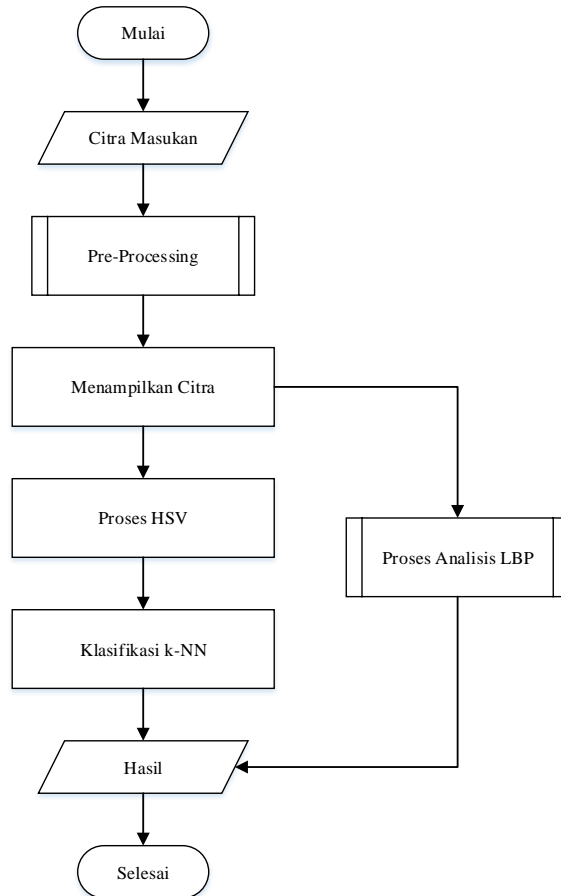 Mulai
Citra Masukan
Pre-Processing
Menampilkan Citra
Proses HSV
Proses Analisis LBP
Klasifikasi k-NN
Hasil
Selesai